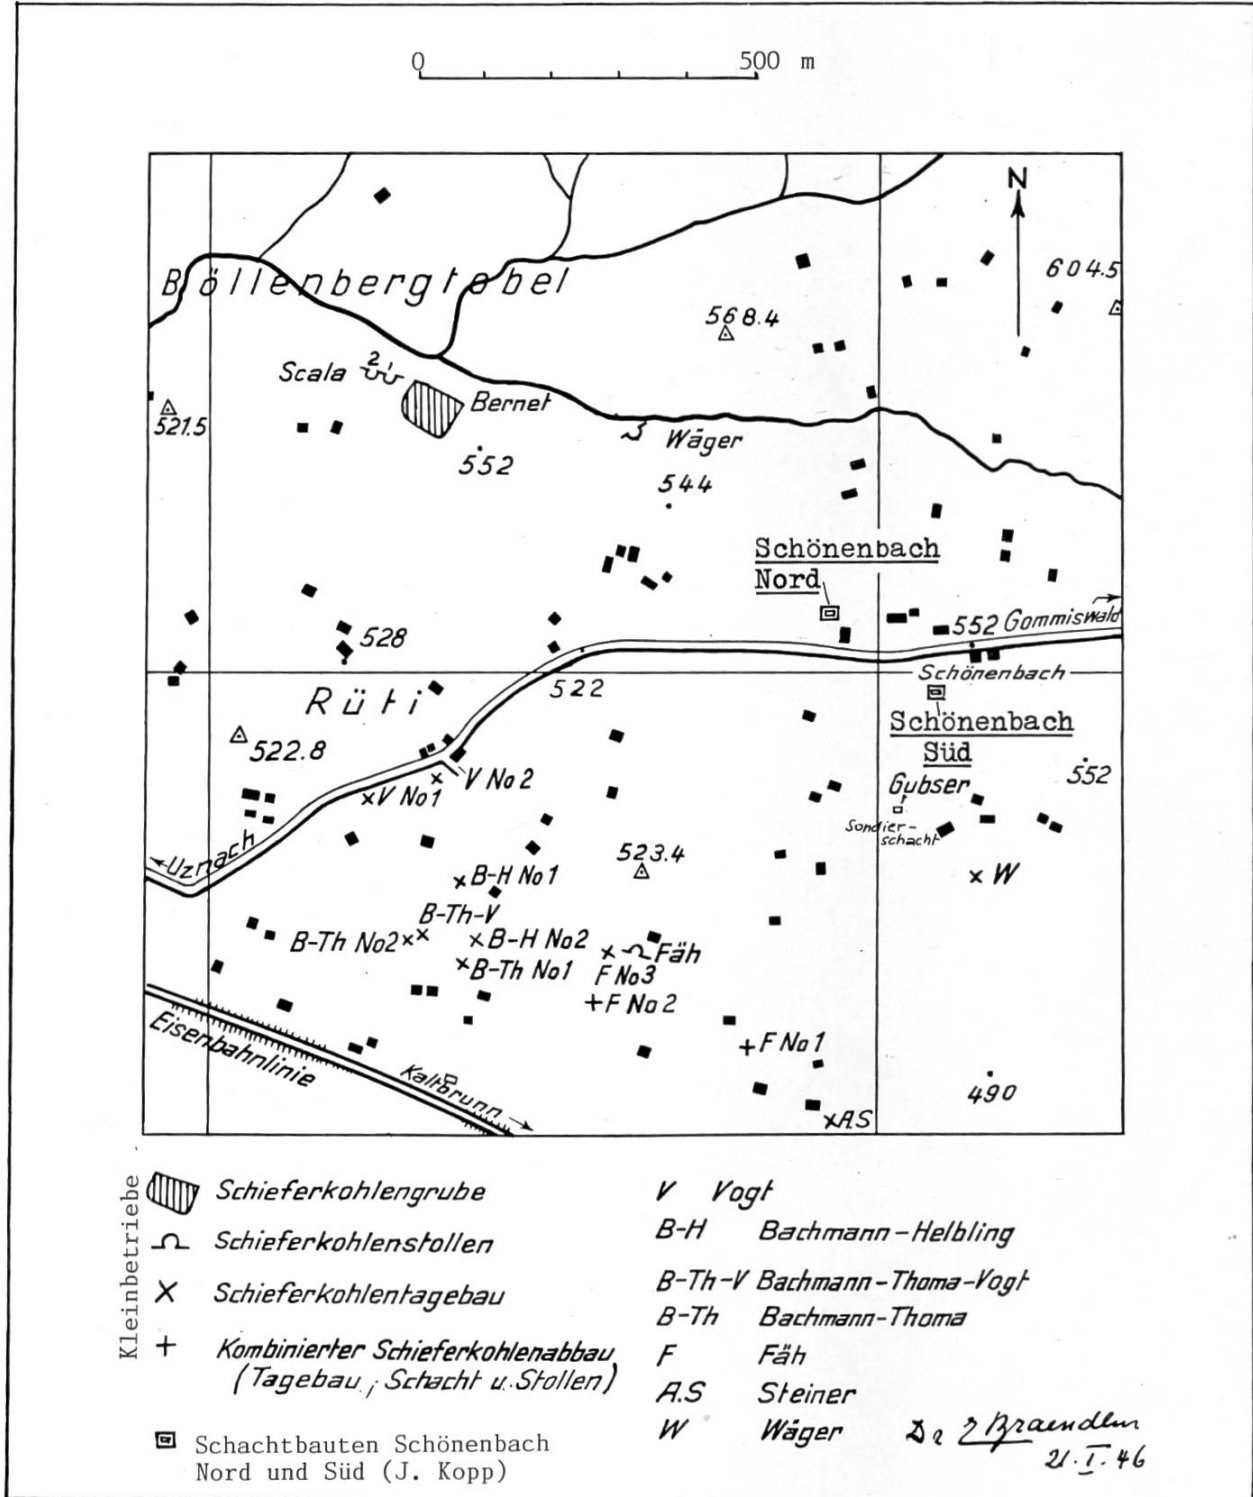 0 500 m
N
Böllenbergtobel
604.5
568.4
2 1
Scala
Bernet
521.5
552
Wäger
544
Schönenbach
Nord
552 Gommiswald
528
Schönenbach
Rüti
522
Schönenbach
Süd
522.8
552
V No 2
V No 1
Gubser
Sondier-
schacht
Uznach
523.4
B-H No 1
W
B-Th-V
B-Th No 2
B-H No 2
Fäh
B-Th No 1
F No 3
F No 2
Eisenbahnlinie
F No 1
Kaltbrunn
490
A.S
Kleinbetriebe
Schieferkohlengrube
Schieferkohlenstollen
Schieferkohlentagebau
Kombinierter Schieferkohlenabbau
(Tagebau, Schacht u. Stollen)
Schachtbauten Schönenbach
Nord und Süd (J. Kopp)
V Vogt
B-H Bachmann-Helbling
B-Th-V Bachmann-Thoma-Vogt
B-Th Bachmann-Thoma
F Fäh
A.S Steiner
W Wäger
21.I.46